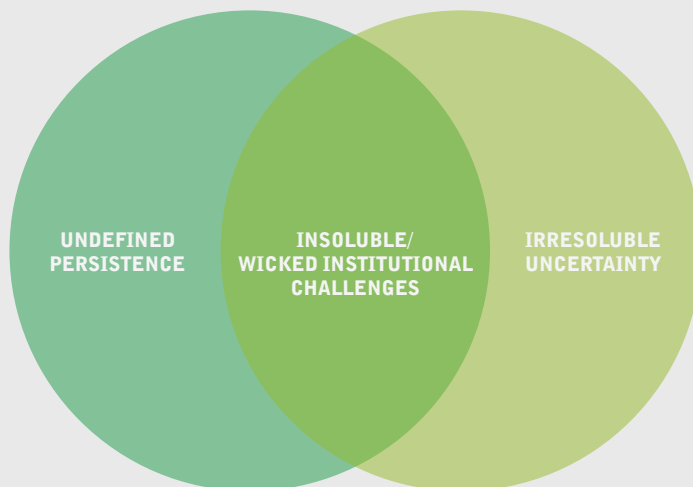 UNDEFINED
PERSISTENCE
INSOLUBLE/
WICKED INSTITUTIONAL
CHALLENGES
IRRESOLUBLE
UNCERTAINTY